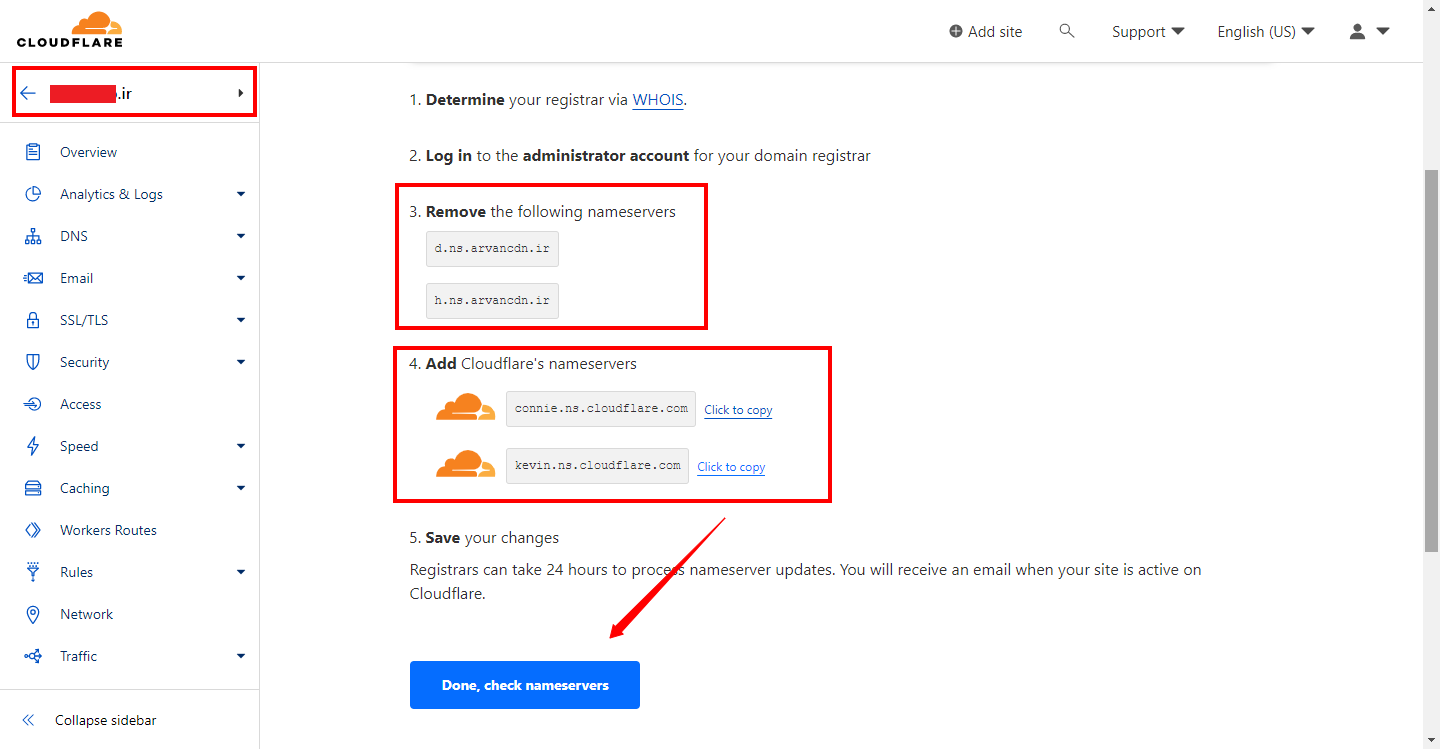 CLOUDFLARE
Add site
Support
English (US)
.ir
Overview
Analytics & Logs
DNS
Email
SSL/TLS
Security
Access
Speed
Caching
Workers Routes
Rules
Network
Traffic
Collapse sidebar
1. Determine your registrar via WHOIS.
2. Log in to the administrator account for your domain registrar
3. Remove the following nameservers
d.ns.arvancdn.ir
h.ns.arvancdn.ir
4. Add Cloudflare's nameservers
connie.ns.cloudflare.com Click to copy
kevin.ns.cloudflare.com Click to copy
5. Save your changes
Registrars can take 24 hours to process nameserver updates. You will receive an email when your site is active on
Cloudflare.
Done, check nameservers